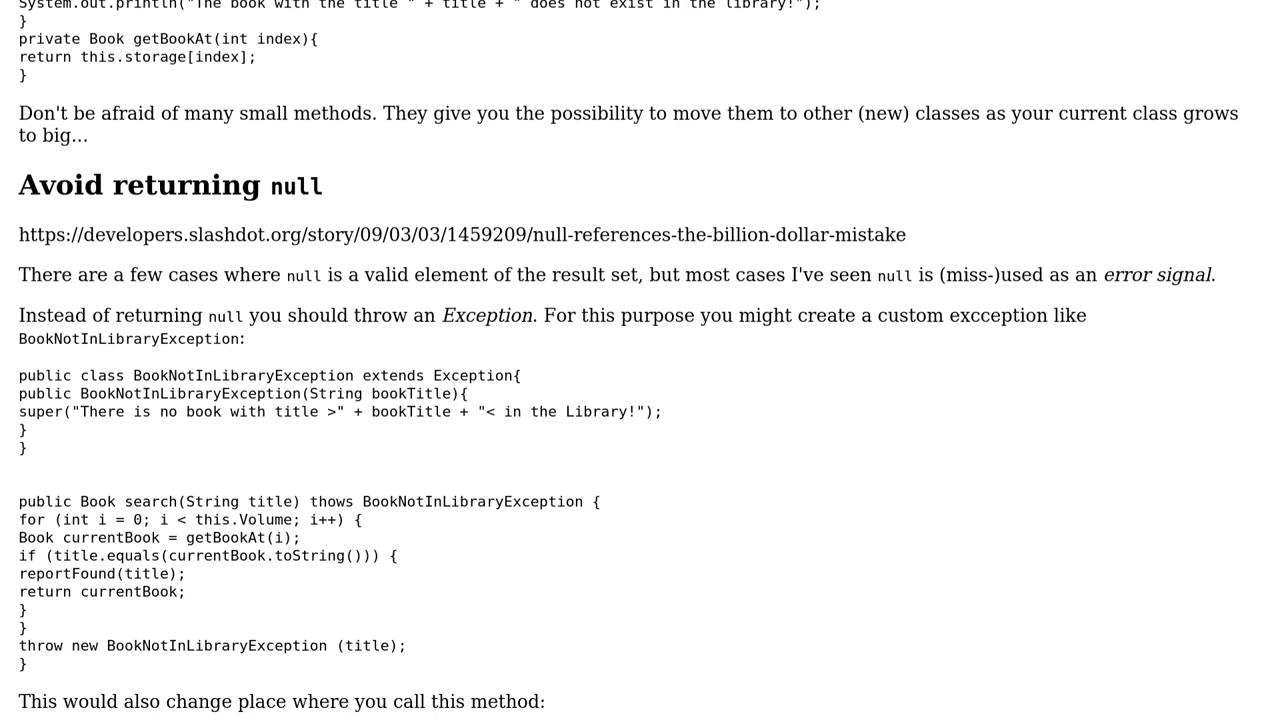 System.out.println("The book with the title " + title + " does not exist in the library!");
}
private Book getBookAt(int index){
return this.storage[index];
}
Don't be afraid of many small methods. They give you the possibility to move them to other (new) classes as your current class grows
to big...
Avoid returning null
https://developers.slashdot.org/story/09/03/03/1459209/null-references-the-billion-dollar-mistake
There are a few cases where null is a valid element of the result set, but most cases I've seen null is (miss-)used as an error signal.
Instead of returning null you should throw an Exception. For this purpose you might create a custom excception like
BookNotInLibraryException:
public class BookNotInLibraryException extends Exception{
public BookNotInLibraryException(String bookTitle){
super("There is no book with title >" + bookTitle + "< in the Library!");
}
}
public Book search(String title) thows BookNotInLibraryException {
for (int i = 0; i < this.Volume; i++) {
Book currentBook = getBookAt(i);
if (title.equals(currentBook.toString())) {
reportFound(title);
return currentBook;
}
}
throw new BookNotInLibraryException (title);
}
This would also change place where you call this method: